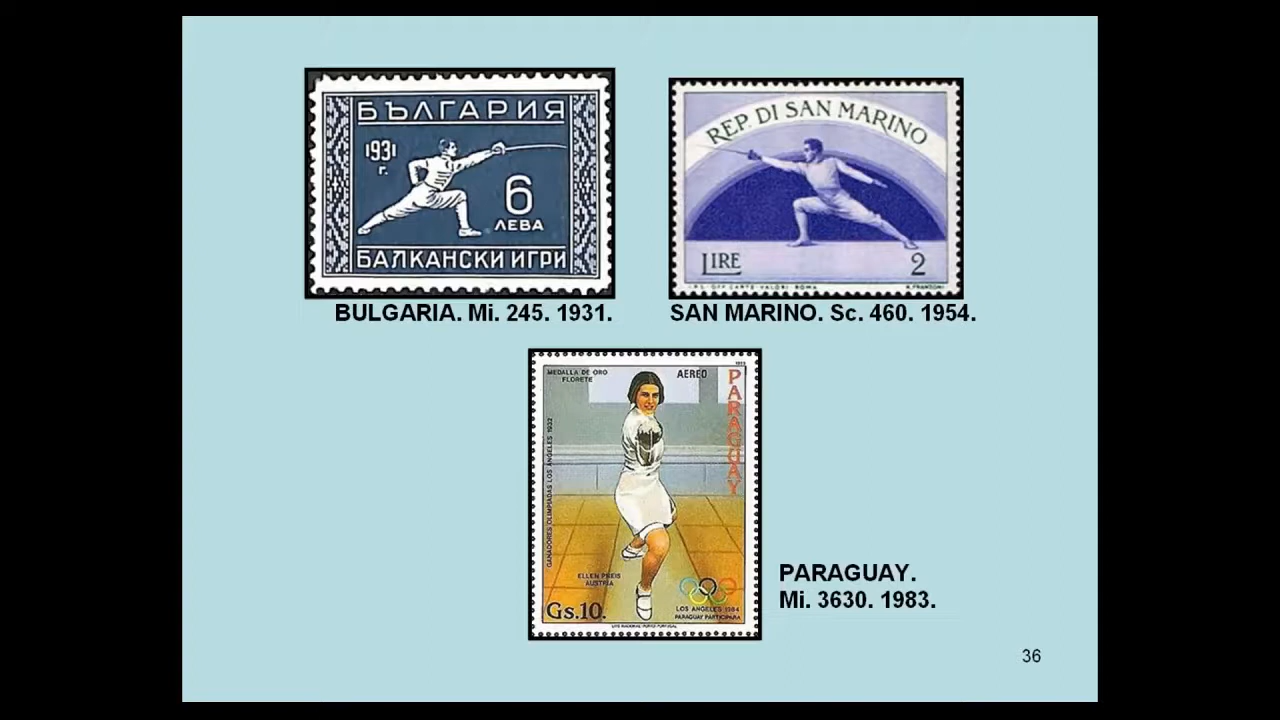 БЪЛГАРИЯ
1931
г.
6
ЛЕВА
БАЛКАНСКИ ИГРИ
BULGARIA. Mi. 245. 1931.
REP. DI SAN MARINO
LIRE
2
SAN MARINO. Sc. 460. 1954.
MEDALLA DE ORO
FLORETE
AEREO
PARAGUAY
GANADORES OLIMPIADAS LOS ANGELES 1932
ELLEN PREIS
AUSTRIA
Gs.10.
LOS ANGELES 1984
PARAGUAY PARTICIPARA
PARAGUAY.
Mi. 3630. 1983.
36